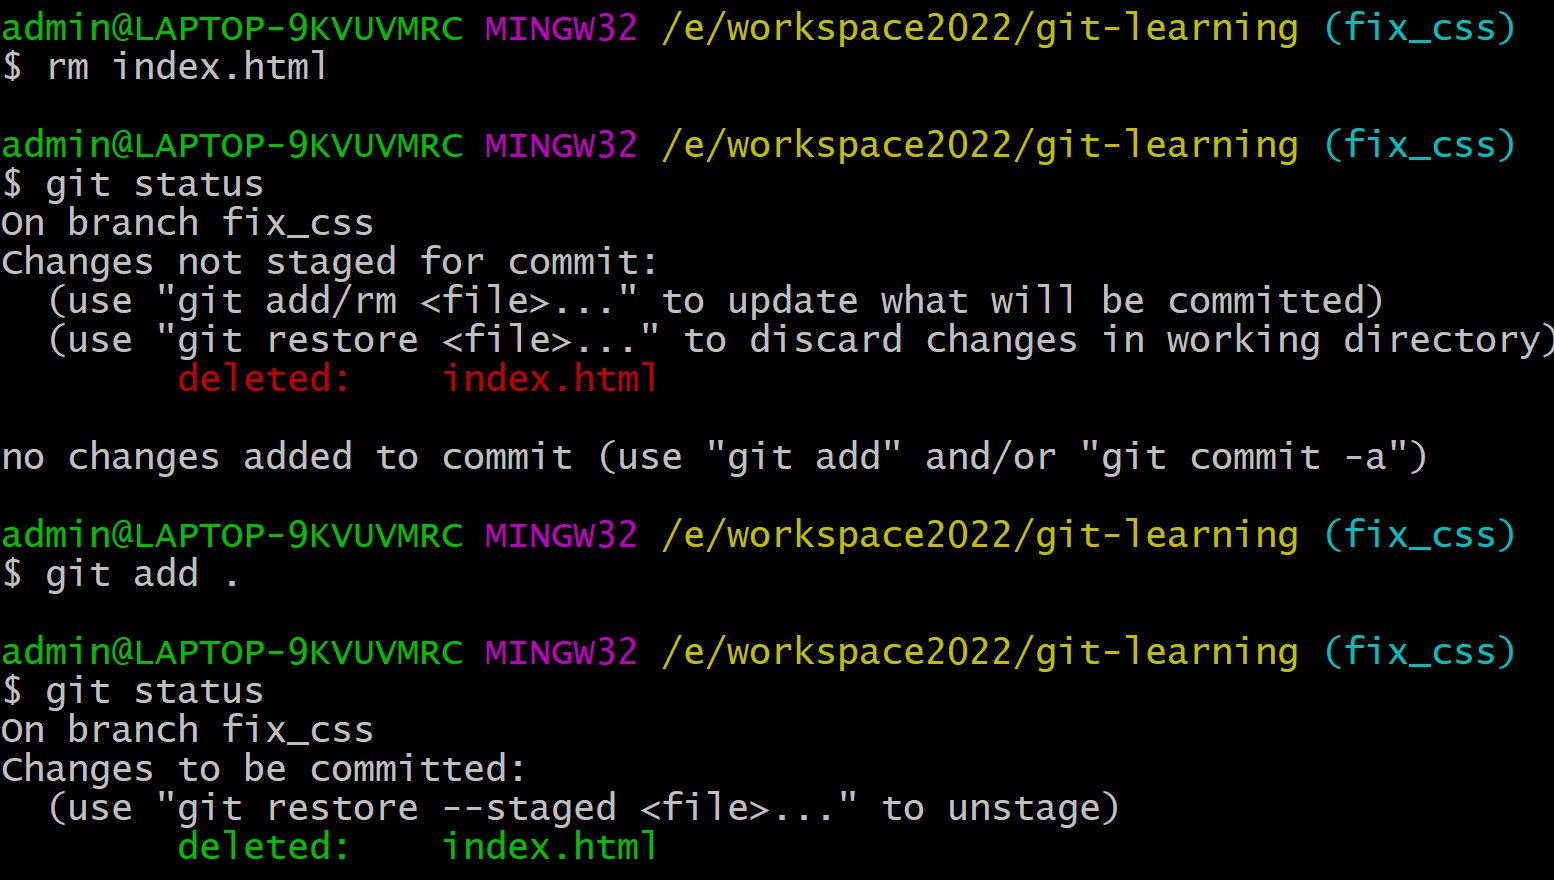 admin@LAPTOP-9KVUVMRC MINGW32 /e/workspace2022/git-learning (fix_css)
$ rm index.html
admin@LAPTOP-9KVUVMRC MINGW32 /e/workspace2022/git-learning (fix_css)
$ git status
On branch fix_css
Changes not staged for commit:
  (use "git add/rm <file>..." to update what will be committed)
  (use "git restore <file>..." to discard changes in working directory)
        deleted:    index.html
no changes added to commit (use "git add" and/or "git commit -a")
admin@LAPTOP-9KVUVMRC MINGW32 /e/workspace2022/git-learning (fix_css)
$ git add .
admin@LAPTOP-9KVUVMRC MINGW32 /e/workspace2022/git-learning (fix_css)
$ git status
On branch fix_css
Changes to be committed:
  (use "git restore --staged <file>..." to unstage)
        deleted:    index.html